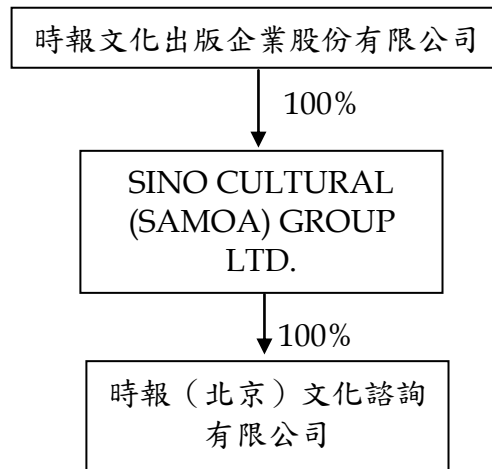 時報文化出版企業股份有限公司
100%
SINO CULTURAL
(SAMOA) GROUP
LTD.
100%
時報（北京）文化諮詢
有限公司